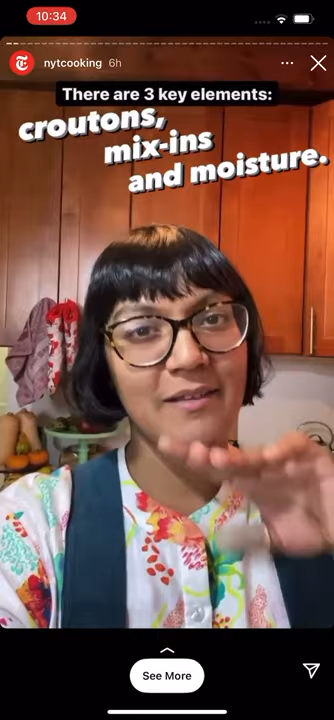 10:34
nytcooking 6h
There are 3 key elements:
croutons,
mix-ins
and moisture.
See More